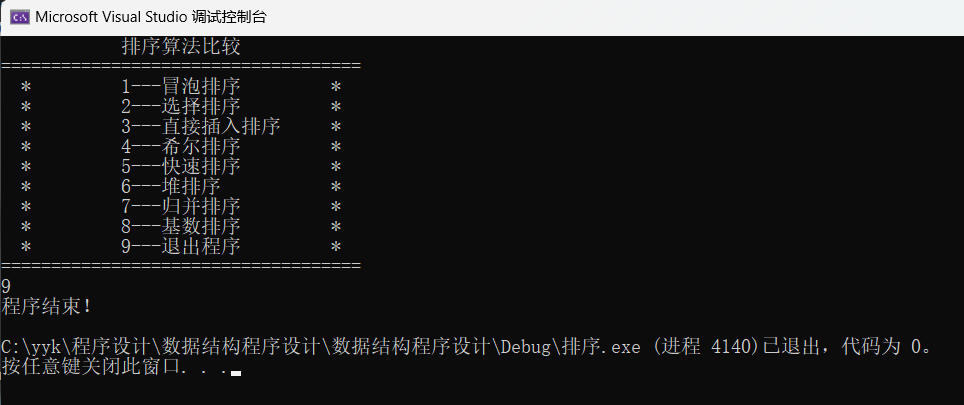 Microsoft Visual Studio 调试控制台
排序算法比较
====================================
* 1---冒泡排序 *
* 2---选择排序 *
* 3---直接插入排序 *
* 4---希尔排序 *
* 5---快速排序 *
* 6---堆排序 *
* 7---归并排序 *
* 8---基数排序 *
* 9---退出程序 *
====================================
9
程序结束!
C:\yyk\程序设计\数据结构程序设计\数据结构程序设计\Debug\排序.exe (进程 4140)已退出，代码为 0。
按任意键关闭此窗口. . .